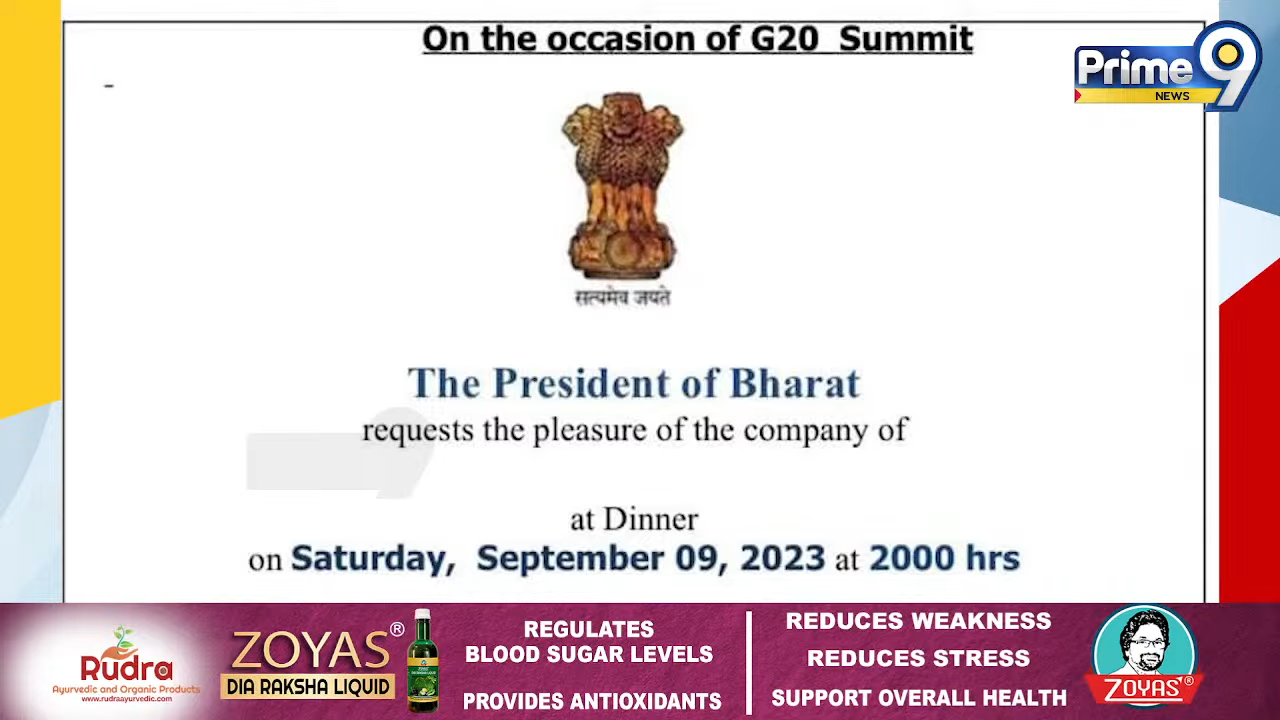 On the occasion of G20 Summit
Prime9
NEWS
सत्यमेव जयते
The President of Bharat
requests the pleasure of the company of
at Dinner
on Saturday, September 09, 2023 at 2000 hrs
Rudra
Ayurvedic and Organic Products
www.rudraayurvedic.com
ZOYAS®
DIA RAKSHA LIQUID
REGULATES
BLOOD SUGAR LEVELS
PROVIDES ANTIOXIDANTS
REDUCES WEAKNESS
REDUCES STRESS
SUPPORT OVERALL HEALTH
ZOYAS®